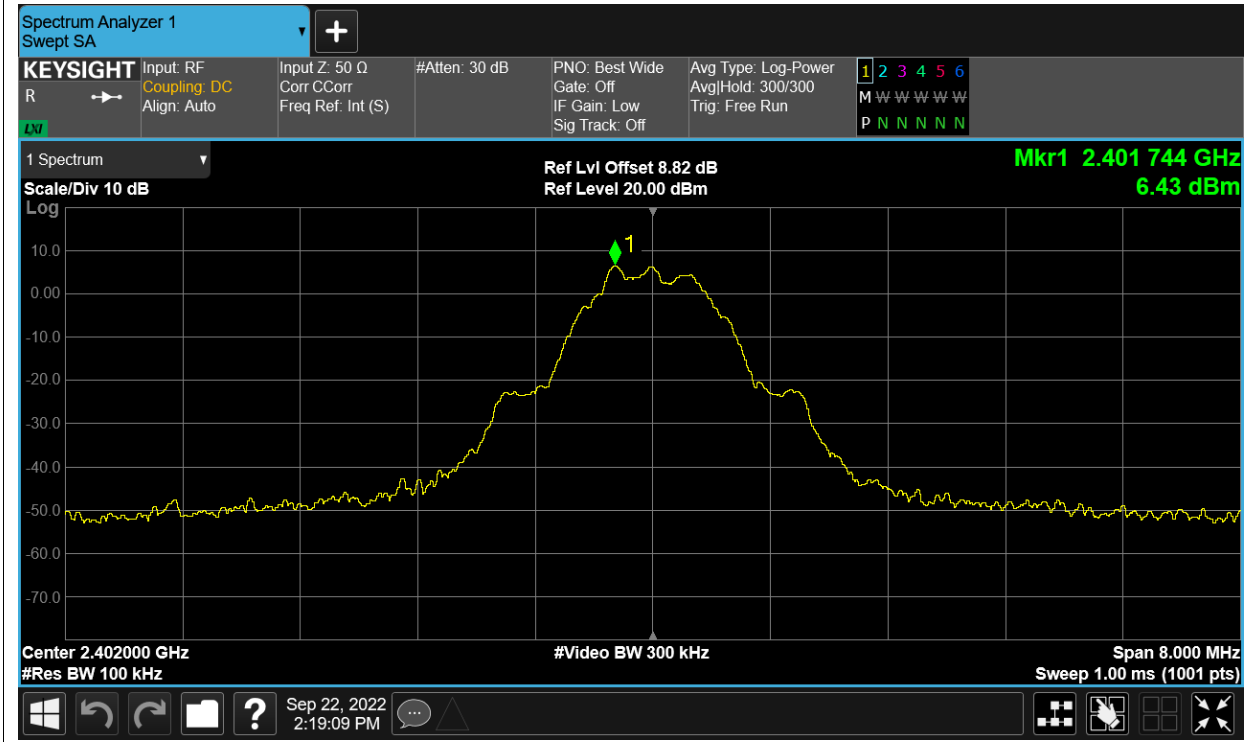 Spectrum Analyzer 1
Swept SA
KEYSIGHT
R
LXI
Input: RF
Coupling: DC
Align: Auto
Input Z: 50 Ω
Corr CCorr
Freq Ref: Int (S)
#Atten: 30 dB
PNO: Best Wide
Gate: Off
IF Gain: Low
Sig Track: Off
Avg Type: Log-Power
Avg|Hold: 300/300
Trig: Free Run
1 2 3 4 5 6
M W W W W W
P N N N N N
1 Spectrum
Scale/Div 10 dB
Log
Ref Lvl Offset 8.82 dB
Ref Level 20.00 dBm
Mkr1 2.401 744 GHz
6.43 dBm
1
10.0
0.00
-10.0
-20.0
-30.0
-40.0
-50.0
-60.0
-70.0
Center 2.402000 GHz
#Video BW 300 kHz
Span 8.000 MHz
#Res BW 100 kHz
Sweep 1.00 ms (1001 pts)
?
Sep 22, 2022
2:19:09 PM